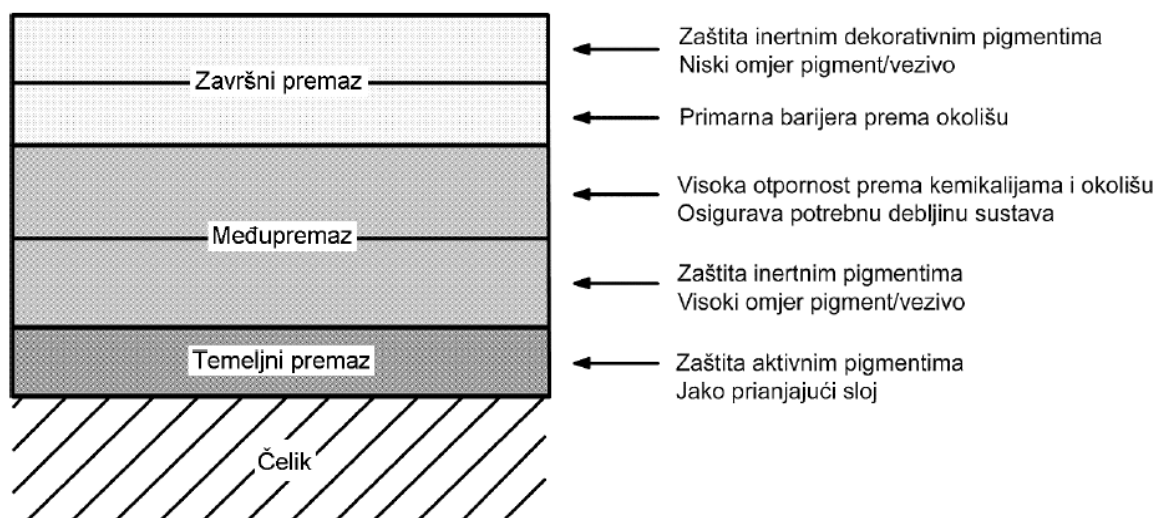 Završni premaz
Zaštita inertnim dekorativnim pigmentima
Niski omjer pigment/vezivo
Primarna barijera prema okolišu
Međupremaz
Visoka otpornost prema kemikalijama i okolišu
Osigurava potrebnu debljinu sustava
Zaštita inertnim pigmentima
Visoki omjer pigment/vezivo
Temeljni premaz
Zaštita aktivnim pigmentima
Jako prianjajući sloj
Čelik